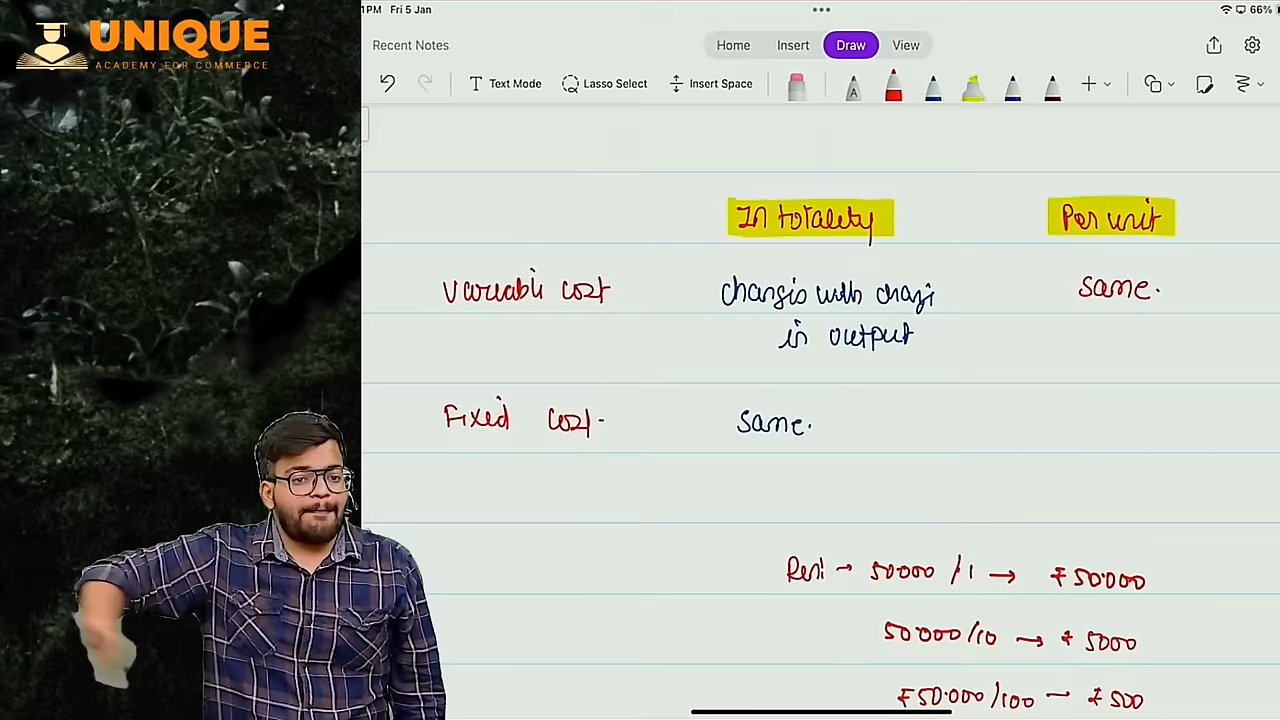 1PM Fri 5 Jan
66%
UNIQUE
ACADEMY FOR COMMERCE
Recent Notes
Home Insert Draw View
Text Mode Lasso Select Insert Space
A
In totality Per unit
Variable cost changes with change same.
in output
Fixed cost. same.
Rent → 50000 / 1 → ₹50000
50000/10 → ₹ 5000
₹50000/100 → ₹500